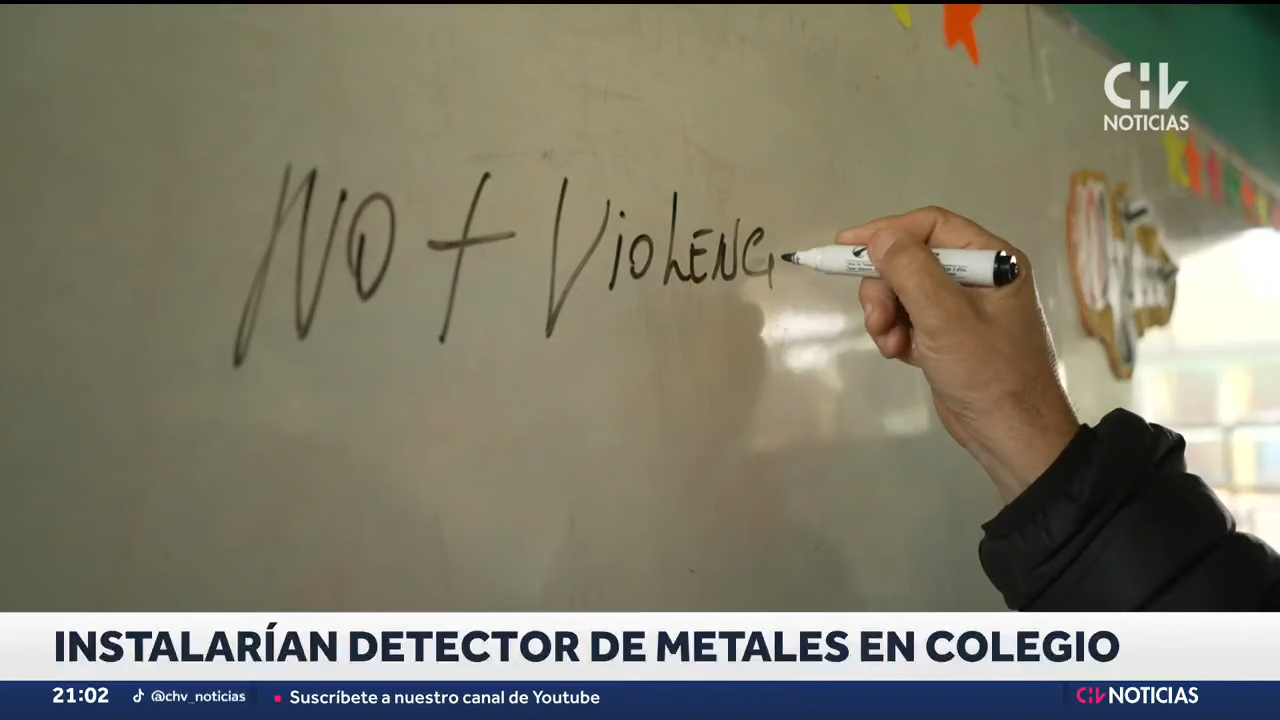 CHV
NOTICIAS
NO + VIOLENC
INSTALARÍAN DETECTOR DE METALES EN COLEGIO
21:02 @chv_noticias Suscríbete a nuestro canal de Youtube CHV NOTICIAS